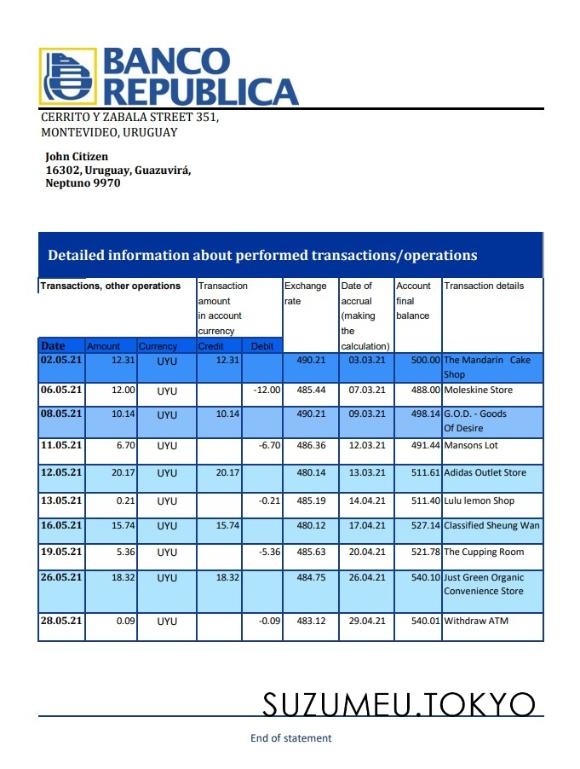 BANCO
REPUBLICA
CERRITO Y ZABALA STREET 351,
MONTEVIDEO, URUGUAY
John Citizen
16302, Uruguay, Guazuvirá,
Neptuno 9970
Detailed information about performed transactions/operations
Transactions, other operations
Transaction
amount
in account
currency
Exchange
rate
Date of
accrual
(making
the
calculation)
Account
final
balance
Transaction details
Date Amount Currency Credit Debit
02.05.21 12.31 UYU 12.31 490.21 03.03.21 500.00 The Mandarin Cake
Shop
06.05.21 12.00 UYU -12.00 485.44 07.03.21 488.00 Moleskine Store
08.05.21 10.14 UYU 10.14 490.21 09.03.21 498.14 G.O.D. - Goods
Of Desire
11.05.21 6.70 UYU -6.70 486.36 12.03.21 491.44 Mansons Lot
12.05.21 20.17 UYU 20.17 480.14 13.03.21 511.61 Adidas Outlet Store
13.05.21 0.21 UYU -0.21 485.19 14.04.21 511.40 Lulu lemon Shop
16.05.21 15.74 UYU 15.74 480.12 17.04.21 527.14 Classified Sheung Wan
19.05.21 5.36 UYU -5.36 485.63 20.04.21 521.78 The Cupping Room
26.05.21 18.32 UYU 18.32 484.75 26.04.21 540.10 Just Green Organic
Convenience Store
28.05.21 0.09 UYU -0.09 483.12 29.04.21 540.01 Withdraw ATM
SUZUMEU.TOKYO
End of statement